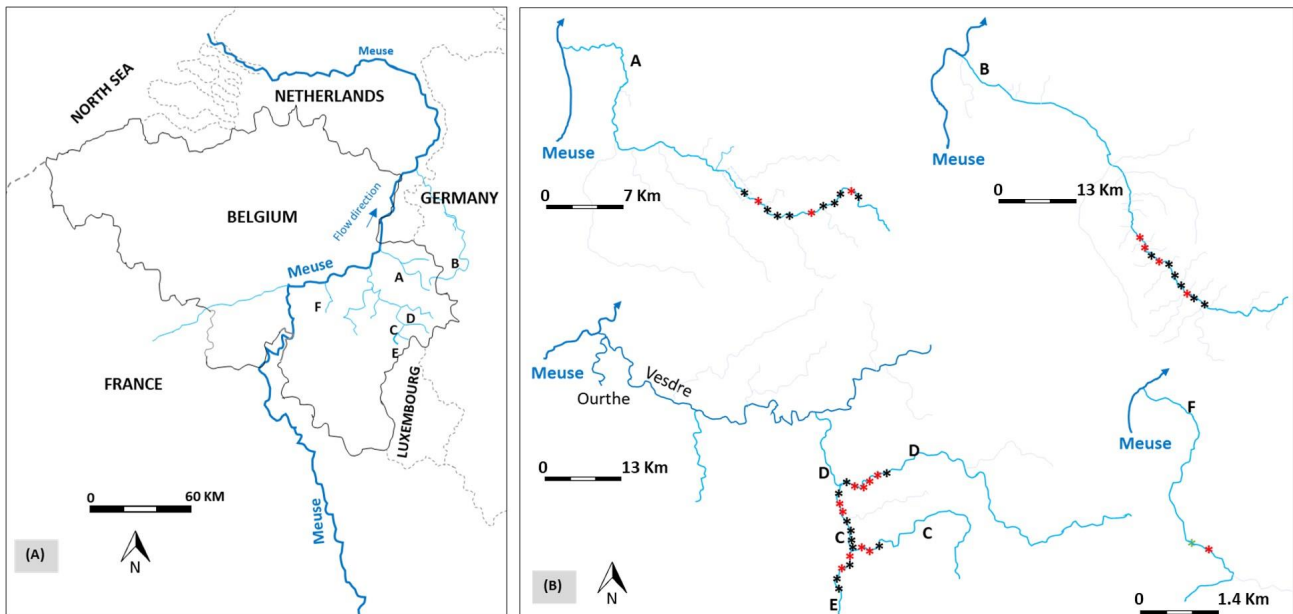 Meuse
NORTH SEA
NETHERLANDS
GERMANY
BELGIUM
Flow direction
Meuse
A
B
F
D
C
E
FRANCE
LUXEMBOURG
0 60 KM
Meuse
(A)
N
A
Meuse
0 7 Km
B
Meuse
0 13 Km
Meuse
Ourthe
Vesdre
0 13 Km
D
D
C
C
E
F
Meuse
0 1.4 Km
(B)
N